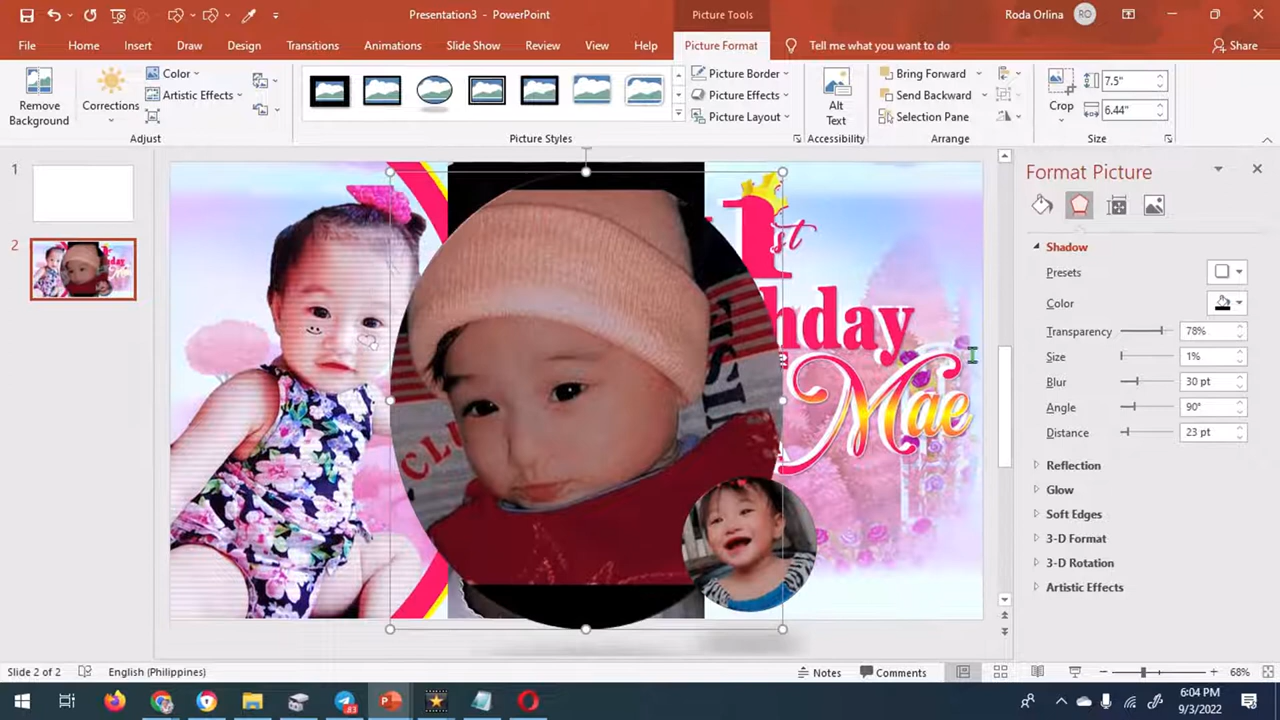 Presentation3 - PowerPoint
Picture Tools
Roda Orlina
RO
File
Home
Insert
Draw
Design
Transitions
Animations
Slide Show
Review
View
Help
Picture Format
Tell me what you want to do
Share
Remove
Background
Corrections
Color
Artistic Effects
Adjust
Picture Styles
Picture Border
Picture Effects
Picture Layout
Alt
Text
Accessibility
Bring Forward
Send Backward
Selection Pane
Arrange
Crop
7.5"
6.44"
Size
1
2
1st
hday
Mae
CLU
Format Picture
Shadow
Presets
Color
Transparency
78%
Size
1%
Blur
30 pt
Angle
90°
Distance
23 pt
Reflection
Glow
Soft Edges
3-D Format
3-D Rotation
Artistic Effects
Slide 2 of 2
English (Philippines)
Notes
Comments
68%
83
6:04 PM
9/3/2022